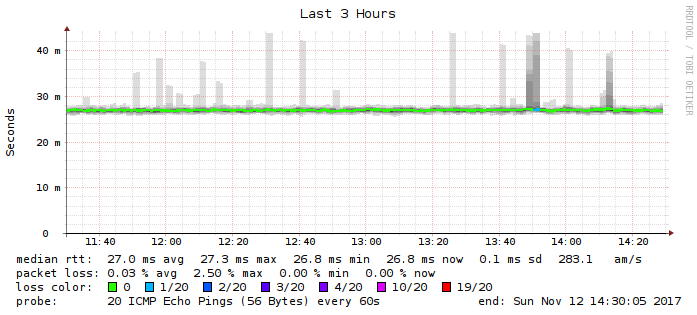 Last 3 Hours
RRDTOOL / TOBI OETIKER
Seconds
40 m
30 m
20 m
10 m
0
11:40 12:00 12:20 12:40 13:00 13:20 13:40 14:00 14:20
median rtt: 27.0 ms avg 27.3 ms max 26.8 ms min 26.8 ms now 0.1 ms sd 283.1 am/s
packet loss: 0.03 % avg 2.50 % max 0.00 % min 0.00 % now
loss color: 0 1/20 2/20 3/20 4/20 10/20 19/20
probe: 20 ICMP Echo Pings (56 Bytes) every 60s end: Sun Nov 12 14:30:05 2017